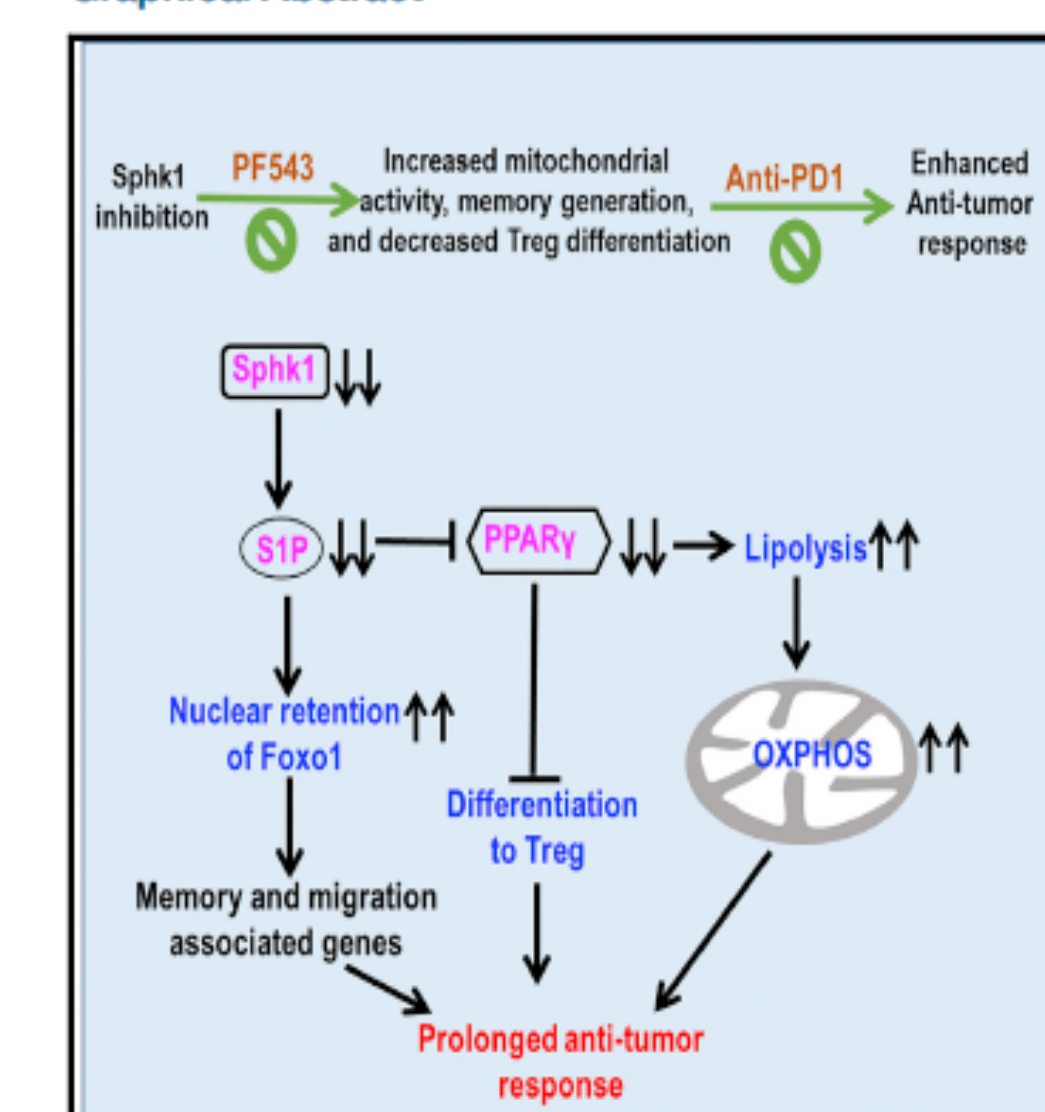 Graphical Abstract
PF543
Sphk1
inhibition
Increased mitochondrial
activity, memory generation,
and decreased Treg differentiation
Anti-PD1
Enhanced
Anti-tumor
response
Sphk1
S1P
PPARγ
Lipolysis
Nuclear retention
of Foxo1
OXPHOS
Differentiation
to Treg
Memory and migration
associated genes
Prolonged anti-tumor
response